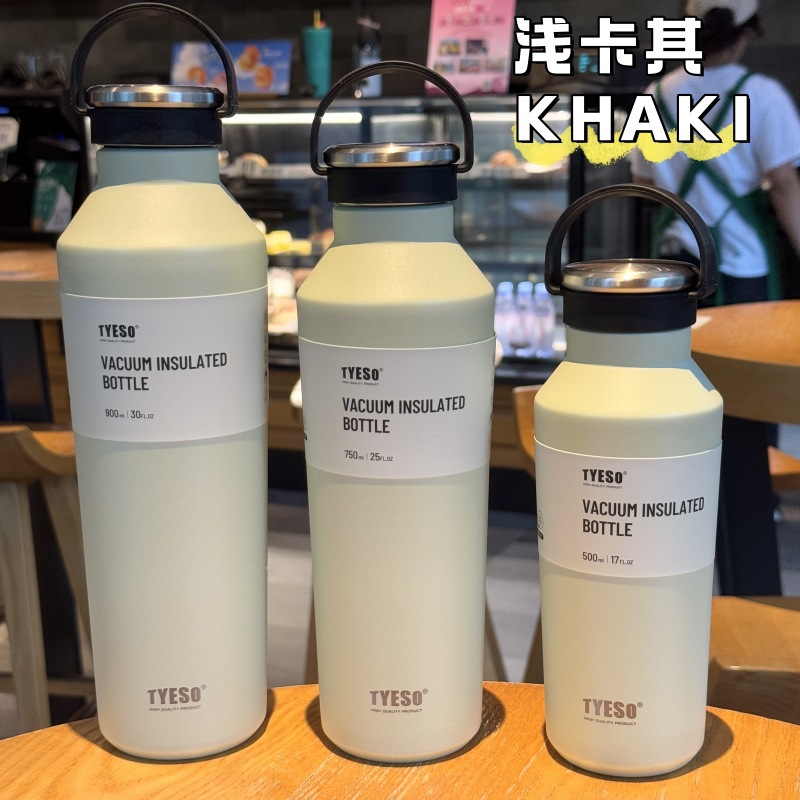 浅卡其
KHAKI
TYESO®
HIGH QUALITY PRODUCT
VACUUM INSULATED
BOTTLE
900ml | 30FL.OZ
TYESO®
HIGH QUALITY PRODUCT
TYESO®
HIGH QUALITY PRODUCT
VACUUM INSULATED
BOTTLE
750ml | 25FL.OZ
TYESO®
HIGH QUALITY PRODUCT
TYESO®
HIGH QUALITY PRODUCT
VACUUM INSULATED
BOTTLE
500ml | 17FL.OZ
TYESO®
HIGH QUALITY PRODUCT